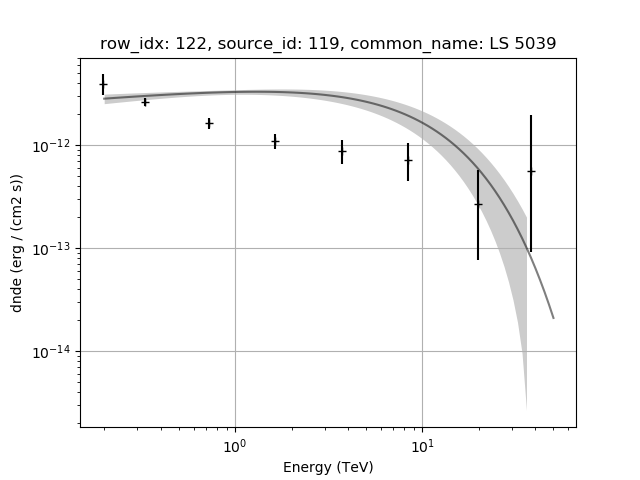 row_idx: 122, source_id: 119, common_name: LS 5039
dnde (erg / (cm2 s))
10⁻¹²
10⁻¹³
10⁻¹⁴
10⁰
10¹
Energy (TeV)